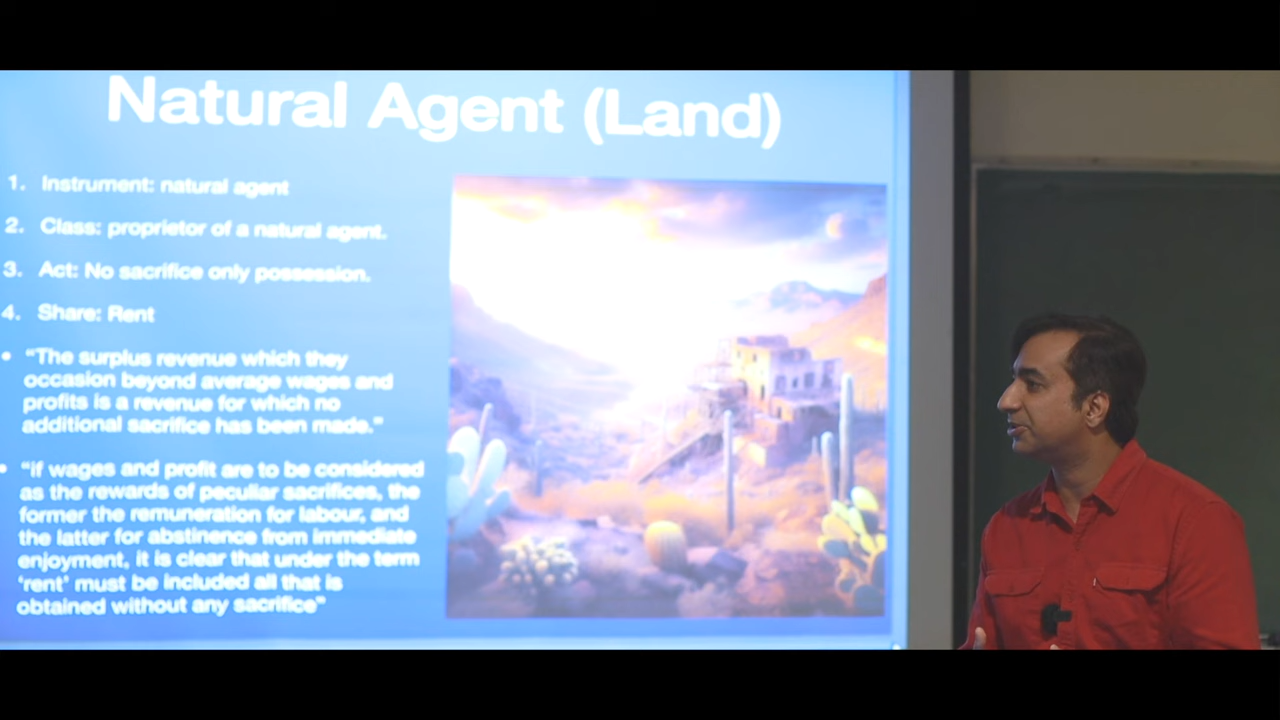 Natural Agent (Land)
1. Instrument: natural agent
2. Class: proprietor of a natural agent.
3. Act: No sacrifice only possession.
4. Share: Rent
• “The surplus revenue which they
occasion beyond average wages and
profits is a revenue for which no
additional sacrifice has been made.”
• “if wages and profit are to be considered
as the rewards of peculiar sacrifices, the
former the remuneration for labour, and
the latter for abstinence from immediate
enjoyment, it is clear that under the term
‘rent’ must be included all that is
obtained without any sacrifice”